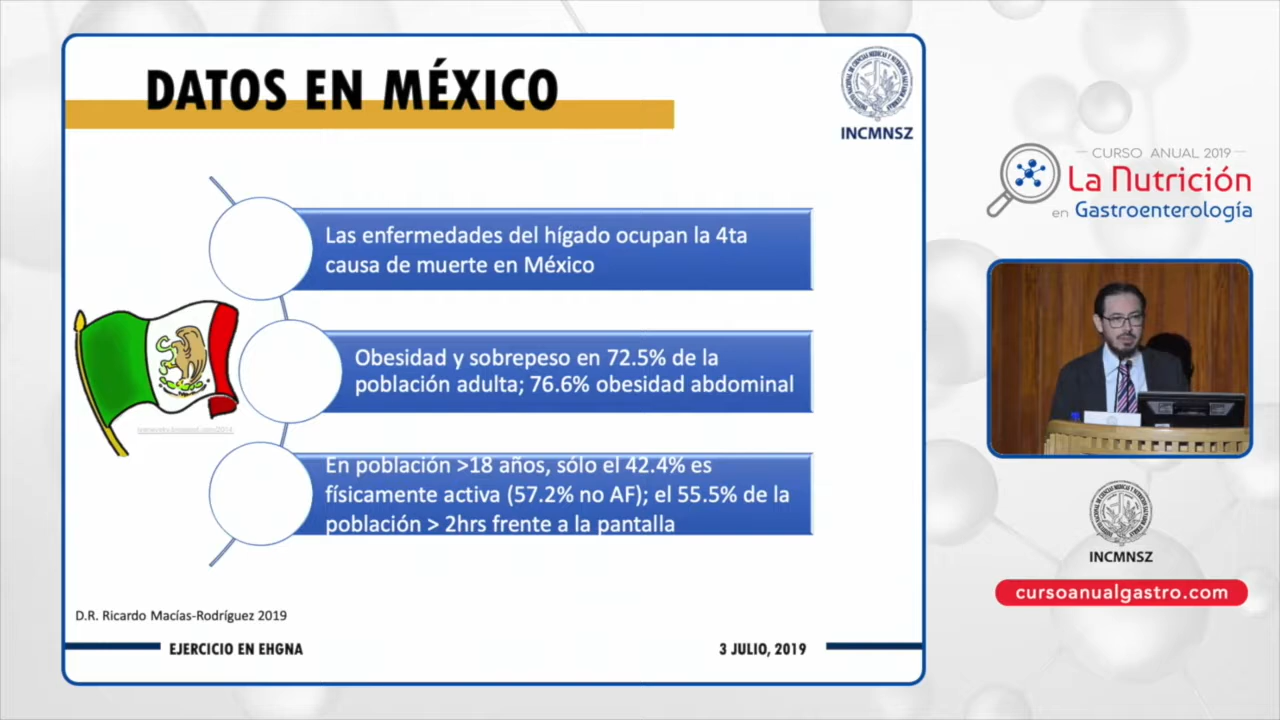 DATOS EN MÉXICO
INCMNSZ
Las enfermedades del hígado ocupan la 4ta
causa de muerte en México
Obesidad y sobrepeso en 72.5% de la
población adulta; 76.6% obesidad abdominal
En población >18 años, sólo el 42.4% es
físicamente activa (57.2% no AF); el 55.5% de la
población > 2hrs frente a la pantalla
D.R. Ricardo Macías-Rodríguez 2019
EJERCICIO EN EHGNA
3 JULIO, 2019
CURSO ANUAL 2019
La Nutrición
en Gastroenterología
INCMNSZ
cursoanualgastro.com